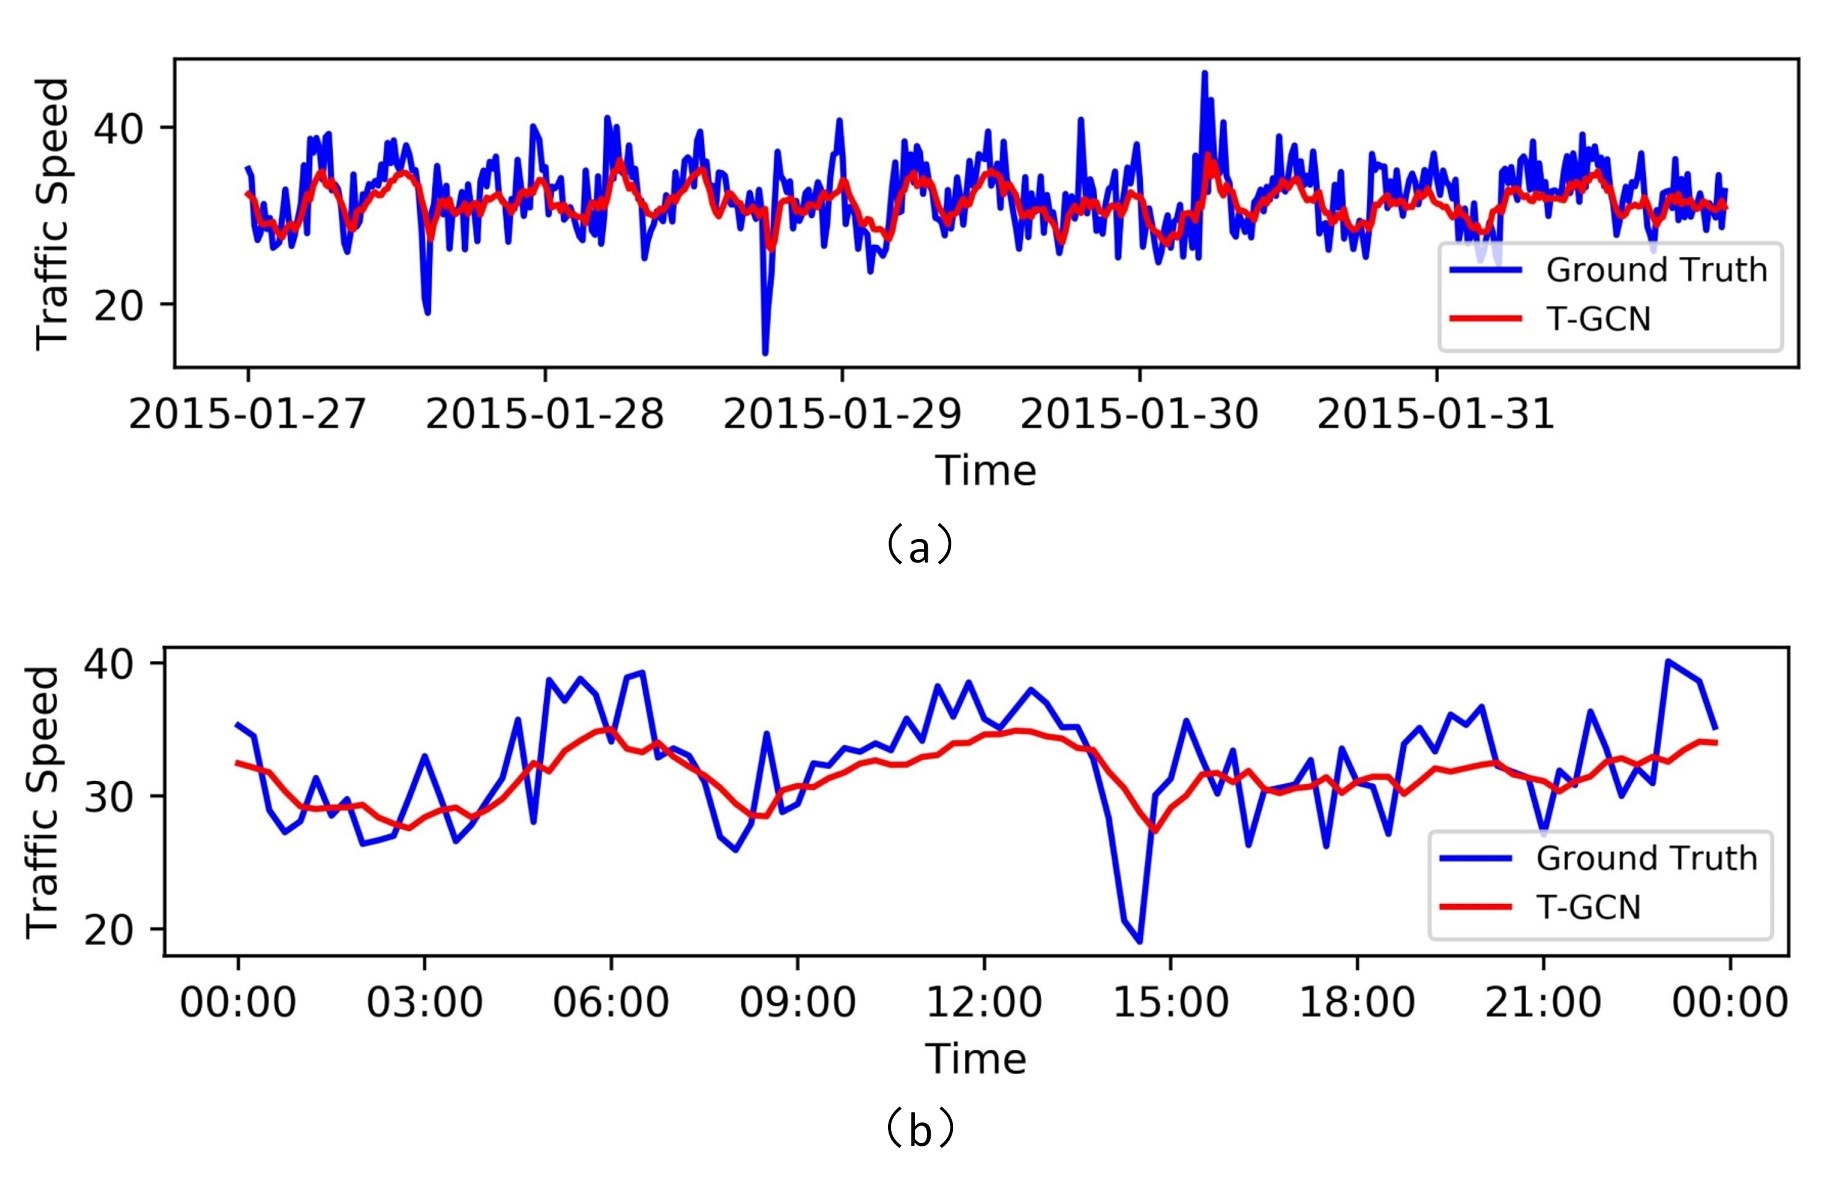 Traffic Speed
40
20
Ground Truth
T-GCN
2015-01-27 2015-01-28 2015-01-29 2015-01-30 2015-01-31
Time
（a）
Traffic Speed
40
30
20
Ground Truth
T-GCN
00:00 03:00 06:00 09:00 12:00 15:00 18:00 21:00 00:00
Time
（b）